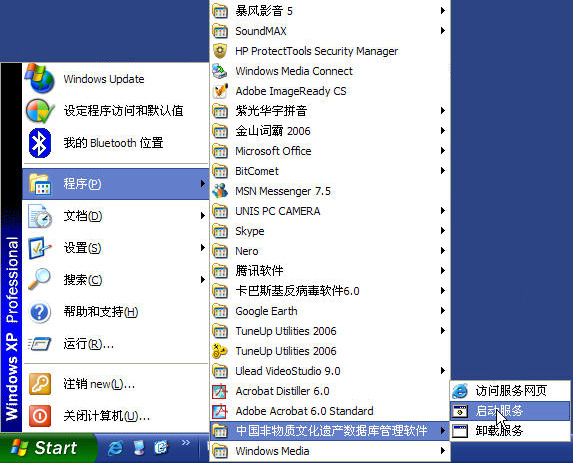 Windows XP Professional
Windows Update
设定程序访问和默认值
我的 Bluetooth 位置
程序(P)
文档(D)
设置(S)
搜索(C)
帮助和支持(H)
运行(R)...
注销 new(L)...
关闭计算机(U)...
Start
»
暴风影音 5
SoundMAX
HP ProtectTools Security Manager
Windows Media Connect
Adobe ImageReady CS
紫光华宇拼音
金山词霸 2006
Microsoft Office
BitComet
MSN Messenger 7.5
UNIS PC CAMERA
Skype
Nero
腾讯软件
卡巴斯基反病毒软件6.0
Google Earth
TuneUp Utilities 2006
TuneUp Utilities 2006
Ulead VideoStudio 9.0
Acrobat Distiller 6.0
Adobe Acrobat 6.0 Standard
中国非物质文化遗产数据库管理软件
Windows Media
访问服务网页
启动服务
卸载服务